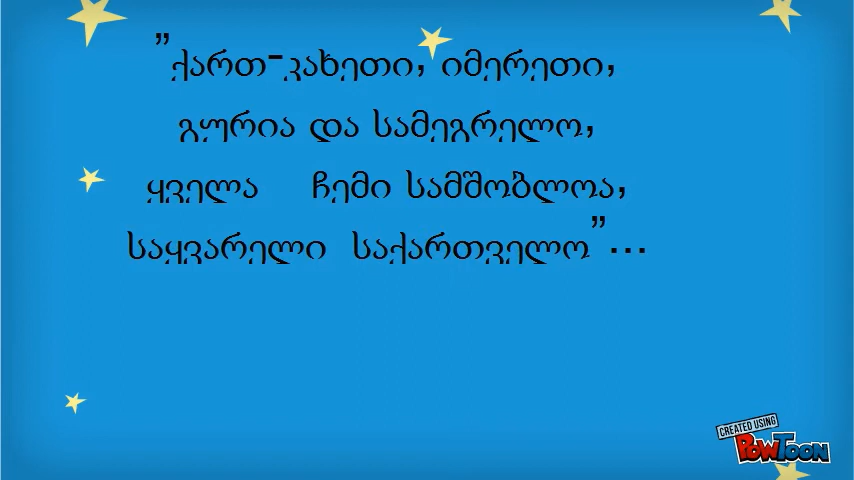 ”ქართ-კახეთი, იმერეთი,
გურია და სამეგრელო,
ყველა ჩემი სამშობლოა,
საყვარელი საქართველო”...
CREATED USING
POWTOON